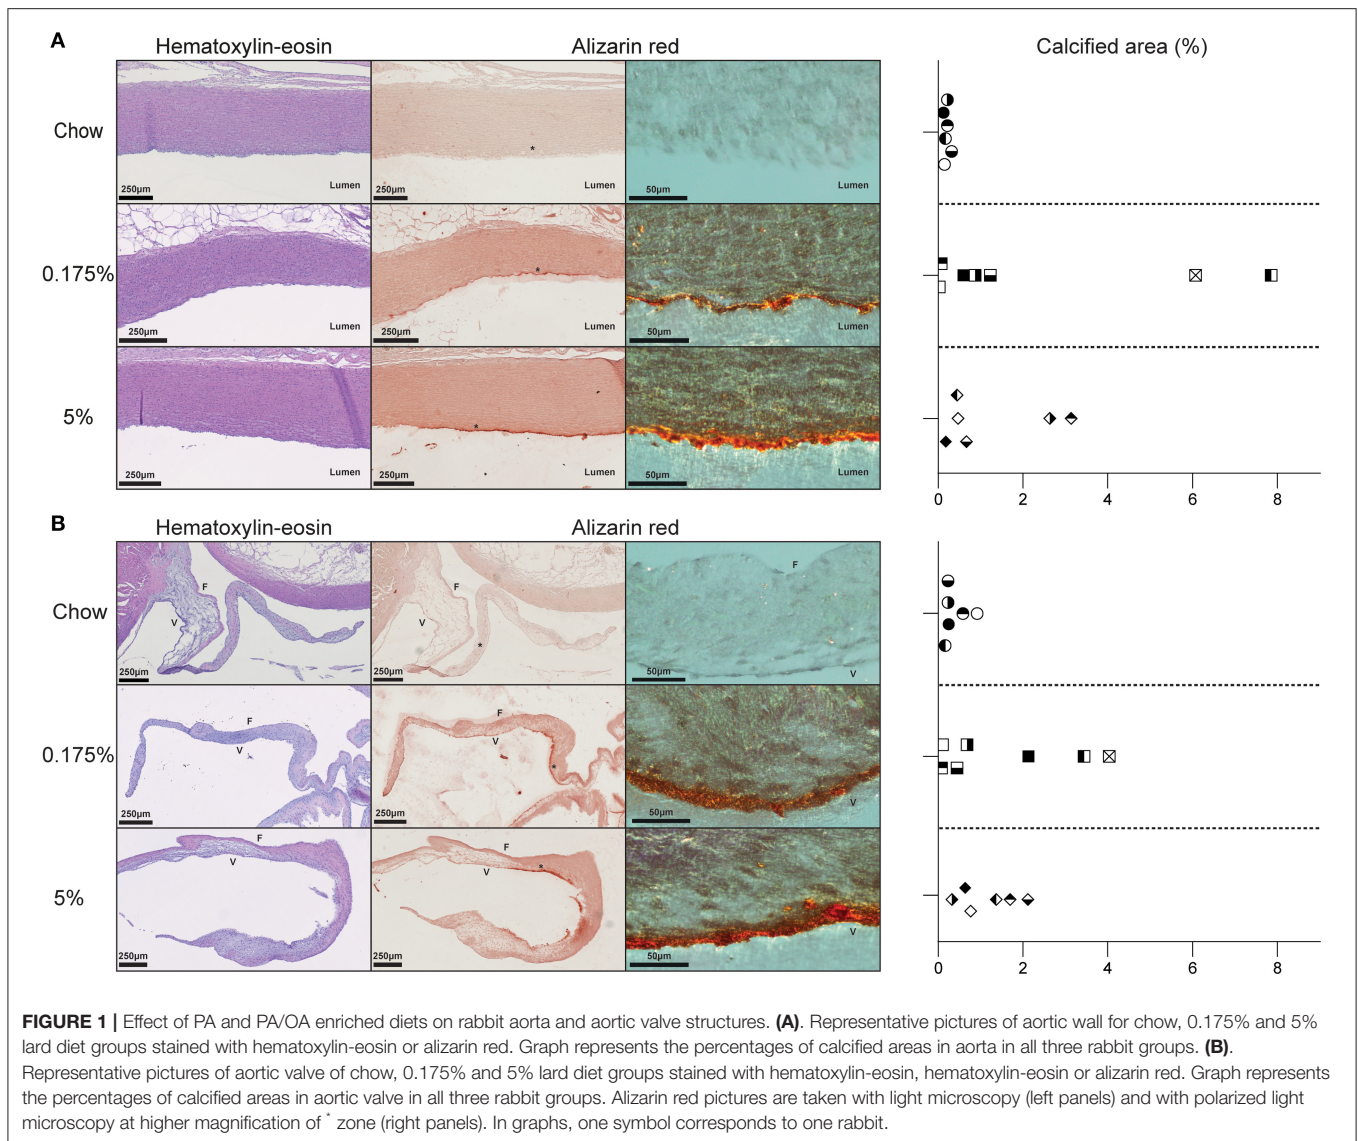 A
Hematoxylin-eosin
Alizarin red
Calcified area (%)
Chow
250µm
250µm
Lumen
Lumen
50µm
Lumen
0.175%
250µm
Lumen
250µm
Lumen
50µm
Lumen
5%
250µm
Lumen
250µm
Lumen
50µm
Lumen
0 2 4 6 8
B
Hematoxylin-eosin
Alizarin red
Chow
F
V
250µm
F
V
*
250µm
F
V
50µm
0.175%
F
V
250µm
F
V
*
250µm
V
50µm
5%
F
V
250µm
F
V
*
250µm
V
50µm
0 2 4 6 8
FIGURE 1 | Effect of PA and PA/OA enriched diets on rabbit aorta and aortic valve structures. (A). Representative pictures of aortic wall for chow, 0.175% and 5%
lard diet groups stained with hematoxylin-eosin or alizarin red. Graph represents the percentages of calcified areas in aorta in all three rabbit groups. (B).
Representative pictures of aortic valve of chow, 0.175% and 5% lard diet groups stained with hematoxylin-eosin, hematoxylin-eosin or alizarin red. Graph represents
the percentages of calcified areas in aortic valve in all three rabbit groups. Alizarin red pictures are taken with light microscopy (left panels) and with polarized light
microscopy at higher magnification of * zone (right panels). In graphs, one symbol corresponds to one rabbit.